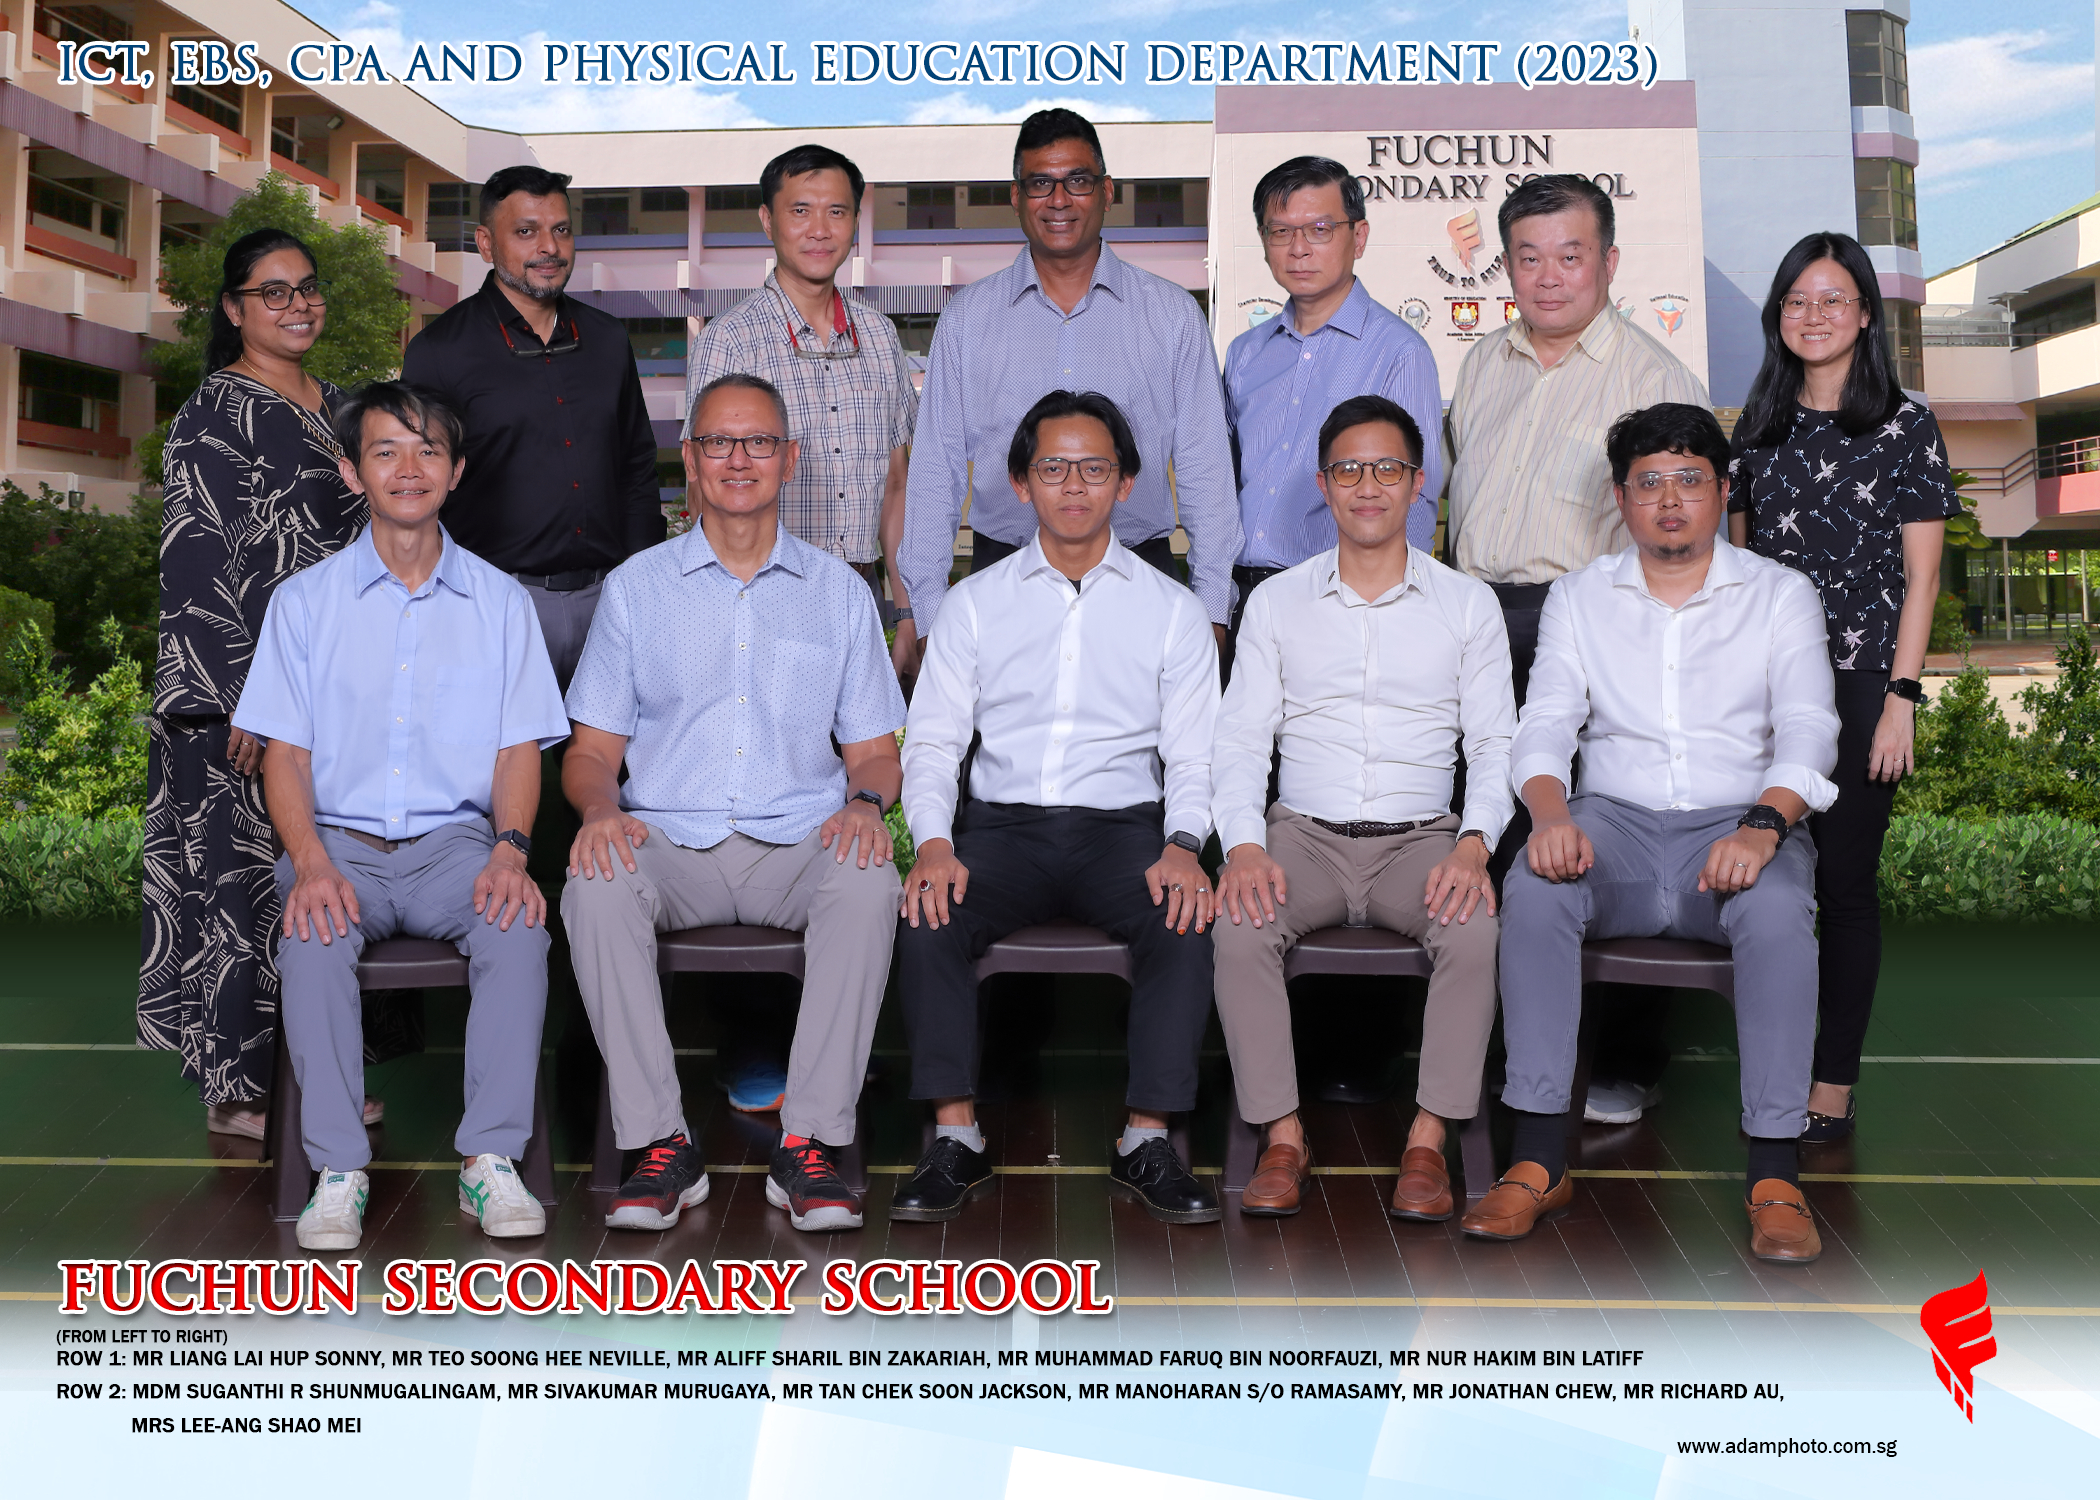 ICT, EBS, CPA AND PHYSICAL EDUCATION DEPARTMENT (2023)
FUCHUN
ONDARY SCHOOL
TRUE TO
FUCHUN SECONDARY SCHOOL
(FROM LEFT TO RIGHT)
ROW 1: MR LIANG LAI HUP SONNY, MR TEO SOONG HEE NEVILLE, MR ALIFF SHARIL BIN ZAKARIAH, MR MUHAMMAD FARUQ BIN NOORFAUZI, MR NUR HAKIM BIN LATIFF
ROW 2: MDM SUGANTHI R SHUNMUGALINGAM, MR SIVAKUMAR MURUGAYA, MR TAN CHEK SOON JACKSON, MR MANOHARAN S/O RAMASAMY, MR JONATHAN CHEW, MR RICHARD AU,
MRS LEE-ANG SHAO MEI
www.adamphoto.com.sg